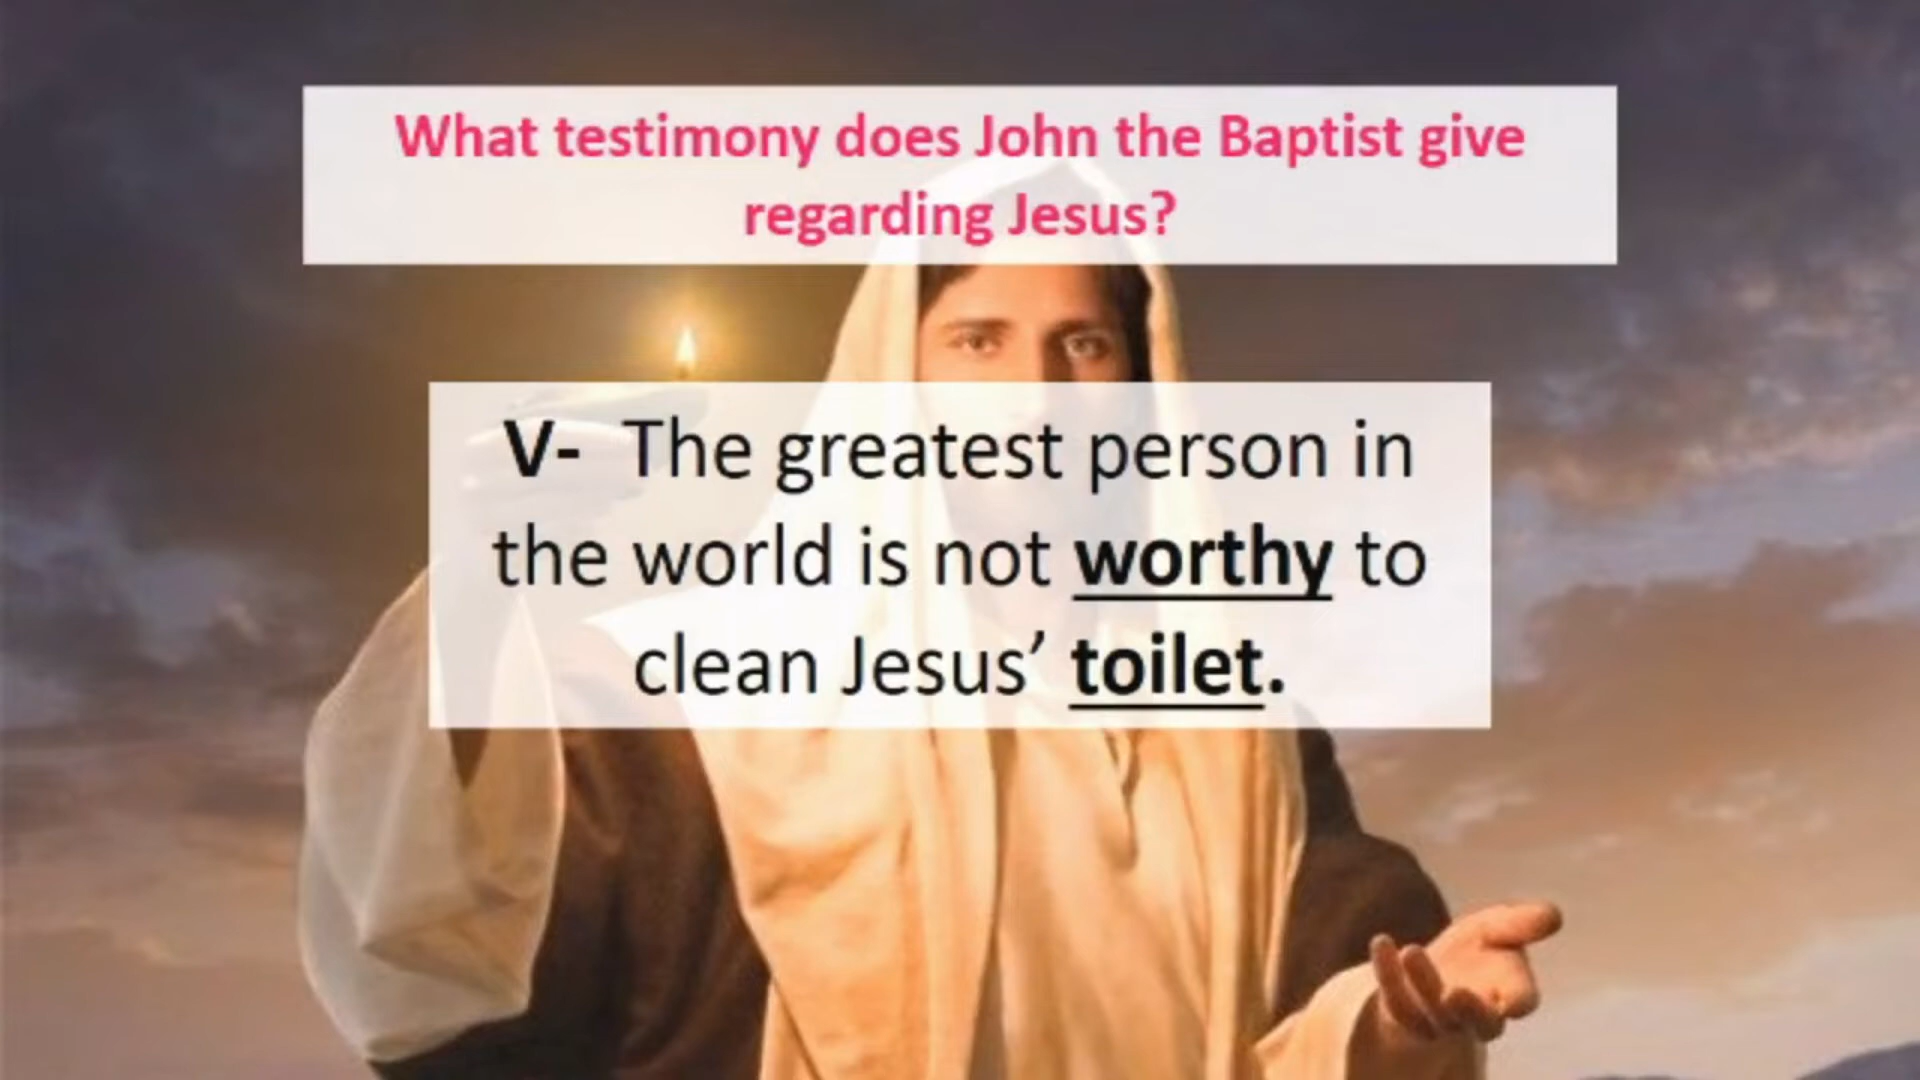 What testimony does John the Baptist give
regarding Jesus?
V- The greatest person in
the world is not worthy to
clean Jesus’ toilet.